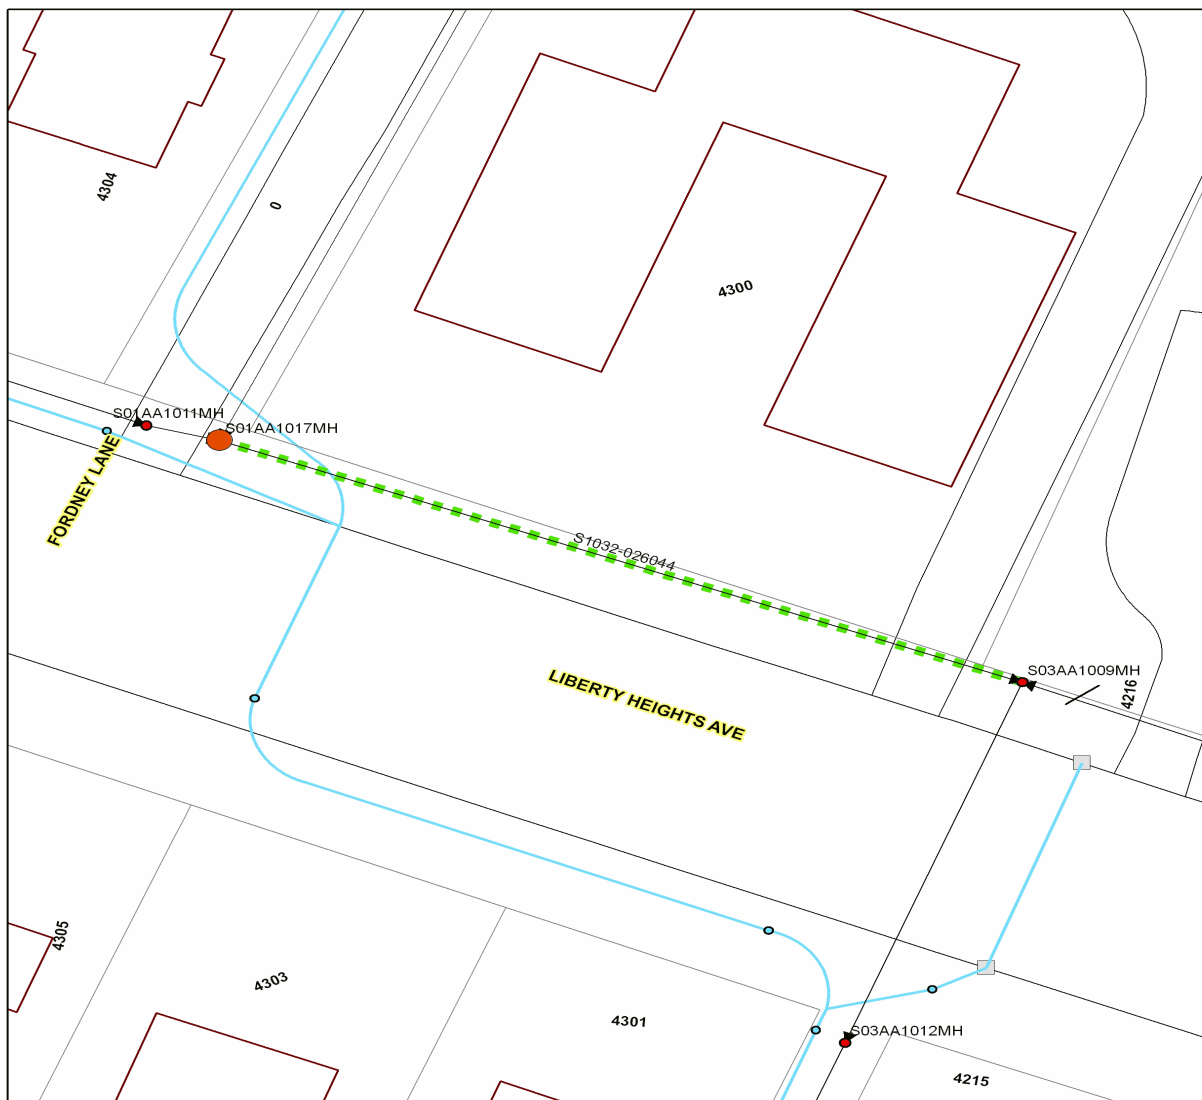 4304
0
4300
S01AA1011MH
S01AA1017MH
FORDNEY LANE
S1032-026044
S03AA1009MH
4216
LIBERTY HEIGHTS AVE
4305
4303
4301
S03AA1012MH
4215